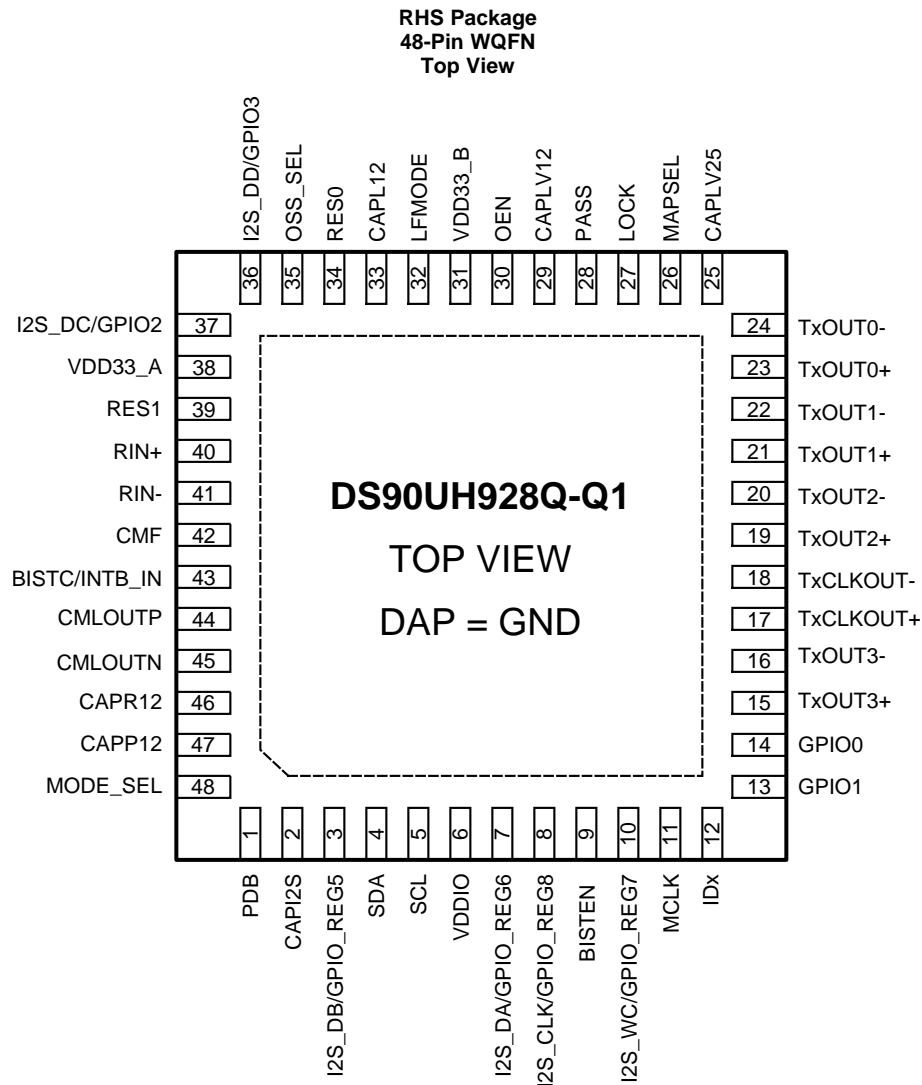 RHS Package
48-Pin WQFN
Top View
I2S_DD/GPIO3
OSS_SEL
RES0
CAPL12
LFMODE
VDD33_B
OEN
CAPLV12
PASS
LOCK
MAPSEL
CAPLV25
36
35
34
33
32
31
30
29
28
27
26
25
I2S_DC/GPIO2 37
VDD33_A 38
RES1 39
RIN+ 40
RIN- 41
CMF 42
BISTC/INTB_IN 43
CMLOUTP 44
CMLOUTN 45
CAPR12 46
CAPP12 47
MODE_SEL 48
DS90UH928Q-Q1
TOP VIEW
DAP = GND
24 TxOUT0-
23 TxOUT0+
22 TxOUT1-
21 TxOUT1+
20 TxOUT2-
19 TxOUT2+
18 TxCLKOUT-
17 TxCLKOUT+
16 TxOUT3-
15 TxOUT3+
14 GPIO0
13 GPIO1
1
2
3
4
5
6
7
8
9
10
11
12
PDB
CAPI2S
I2S_DB/GPIO_REG5
SDA
SCL
VDDIO
I2S_DA/GPIO_REG6
I2S_CLK/GPIO_REG8
BISTEN
I2S_WC/GPIO_REG7
MCLK
IDx